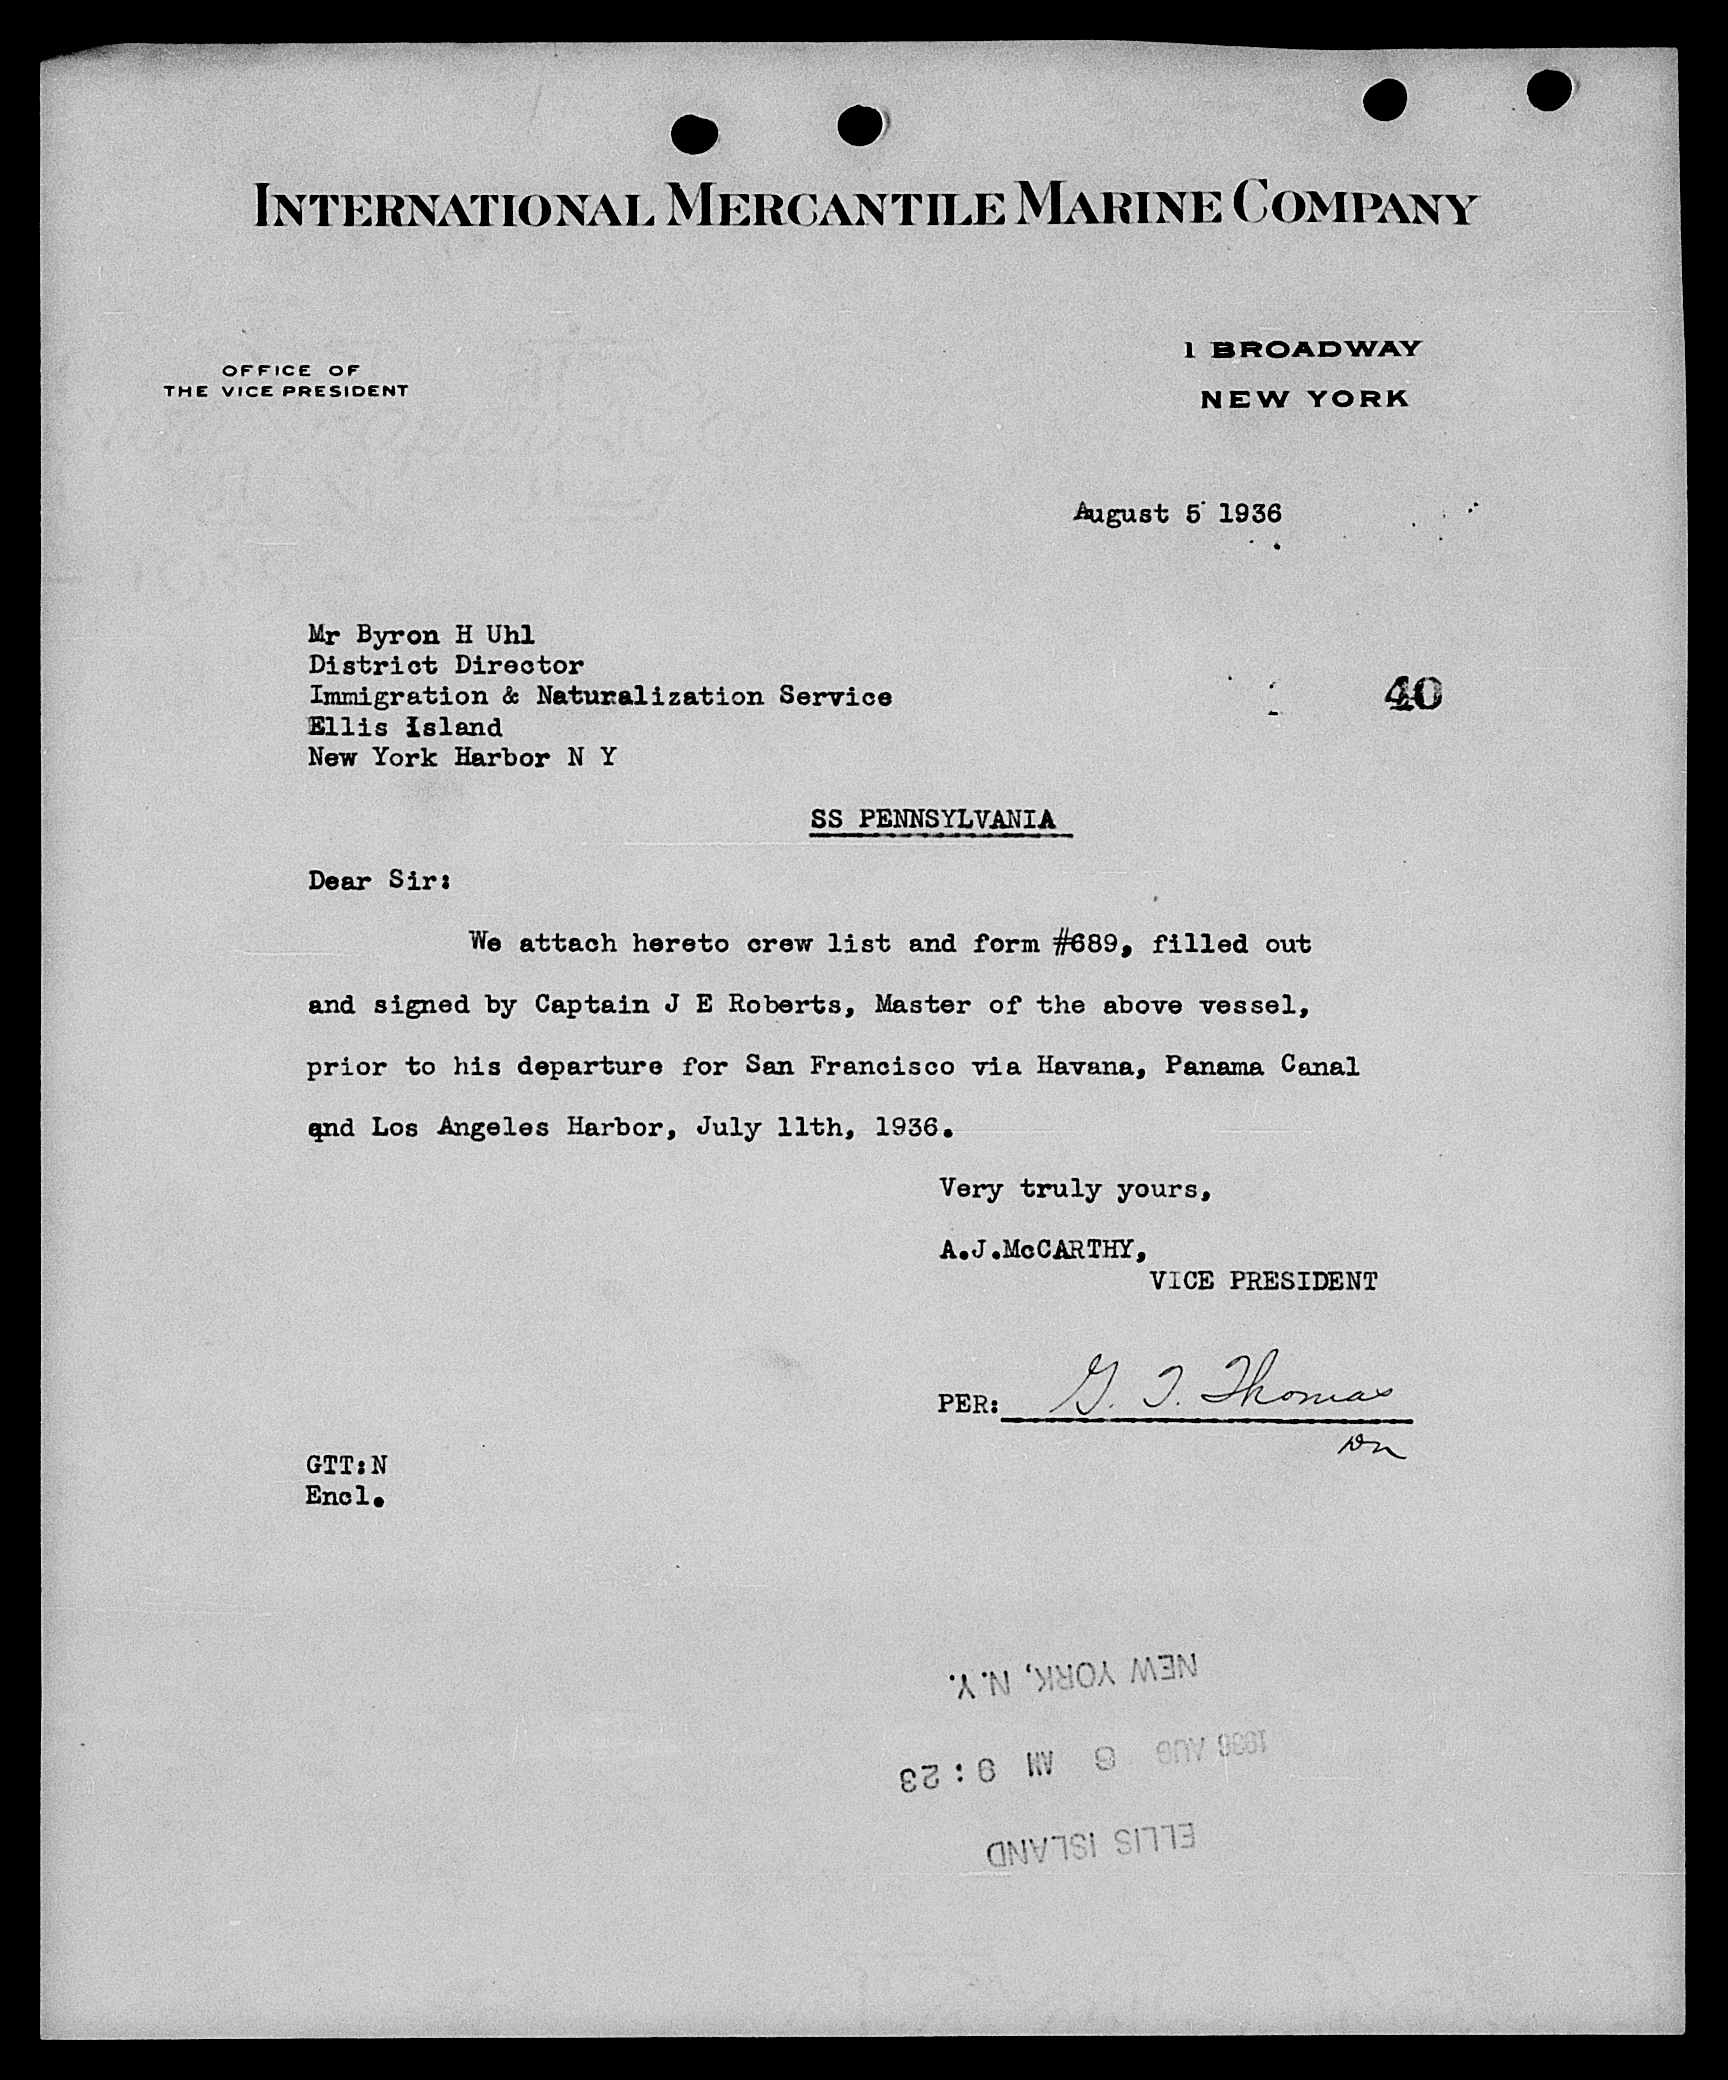 INTERNATIONAL MERCANTILE MARINE COMPANY
OFFICE OF
THE VICE PRESIDENT
1 BROADWAY
NEW YORK
August 5 1936
Mr Byron H Uhl
District Director
Immigration & Naturalization Service
Ellis Island
New York Harbor N Y
40
SS PENNSYLVANIA
Dear Sir:
We attach hereto crew list and form #689, filled out
and signed by Captain J E Roberts, Master of the above vessel,
prior to his departure for San Francisco via Havana, Panama Canal
and Los Angeles Harbor, July 11th, 1936.
Very truly yours,
A.J.McCARTHY,
VICE PRESIDENT
PER: G. T. Thomas
GTT:N
Encl.
ELLIS ISLAND
1936 AUG 6 AM 9:23
NEW YORK, N.Y.